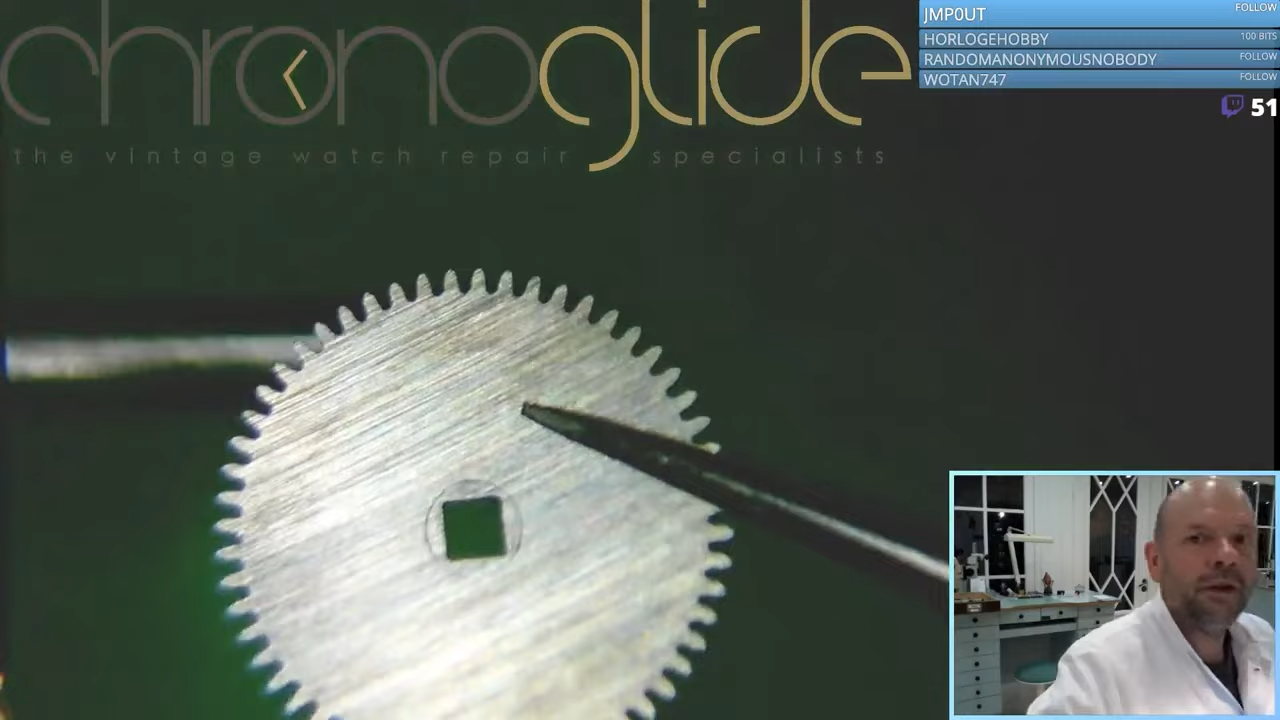 chronoglide
the vintage watch repair specialists
JMP0UT FOLLOW
HORLOGEHOBBY 100 BITS
RANDOMANONYMOUSNOBODY FOLLOW
WOTAN747 FOLLOW
51